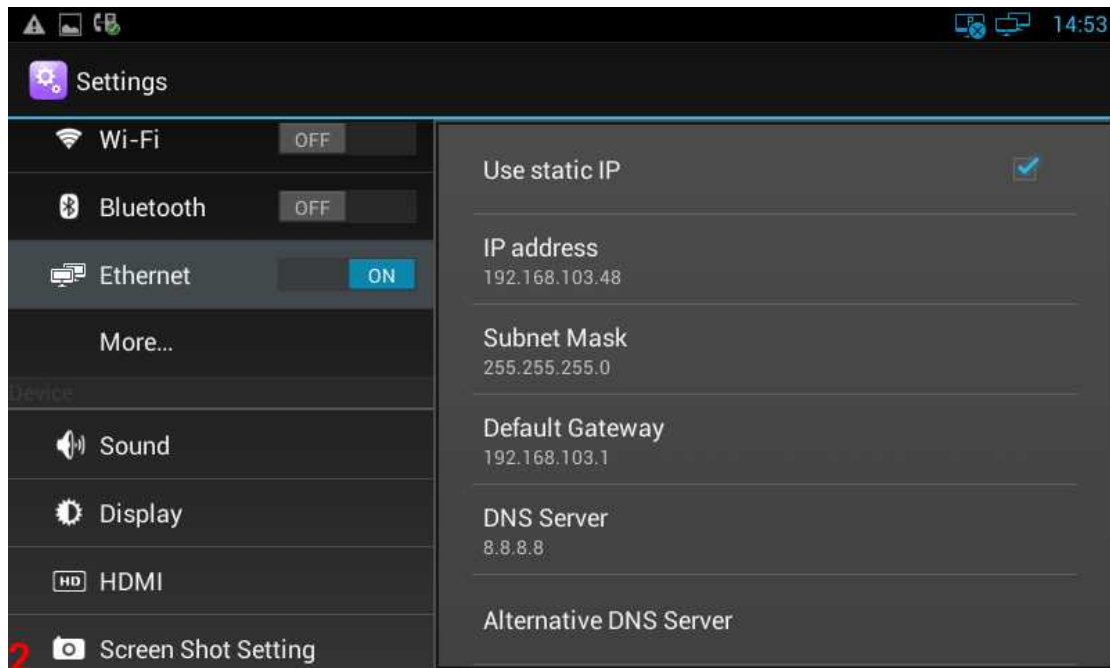 14:53
Settings
Wi-Fi OFF
Bluetooth OFF
Ethernet ON
More...
Device
Sound
Display
HD HDMI
2 Screen Shot Setting
Use static IP
IP address
192.168.103.48
Subnet Mask
255.255.255.0
Default Gateway
192.168.103.1
DNS Server
8.8.8.8
Alternative DNS Server